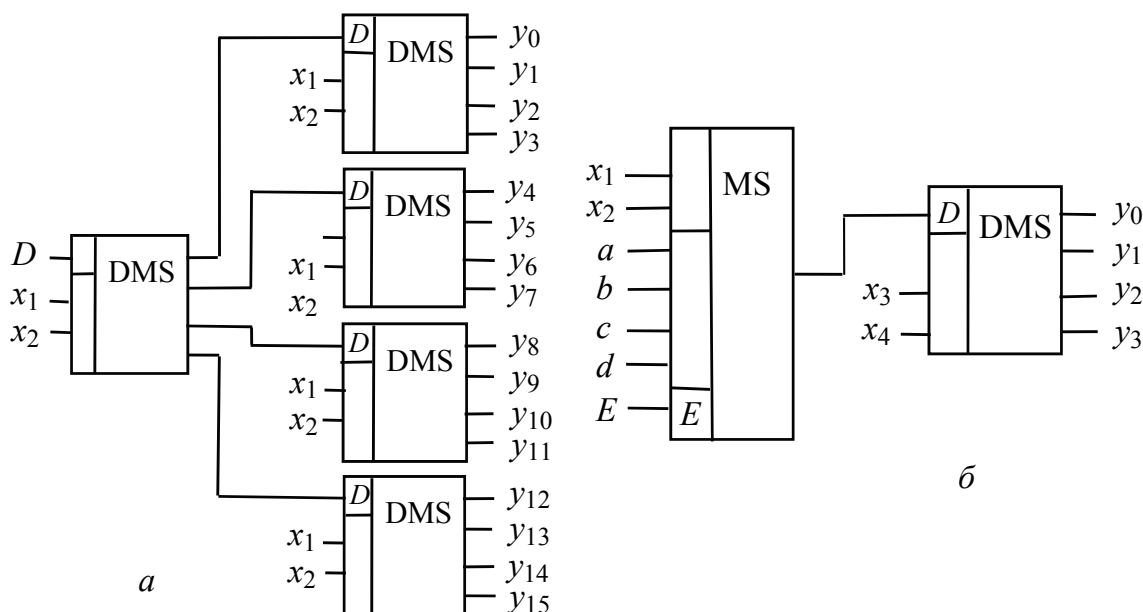 D DMS y0
y1
x1
x2 y2
y3
D DMS y4
y5
x1 y6
x2 y7
D DMS
x1
x2
D DMS y8
y9
x1
x2 y10
y11
D DMS y12
y13
x1
x2 y14
y15
а
x1 MS
x2
a
b
c
d
E E
D DMS y0
y1
x3 y2
x4 y3
б